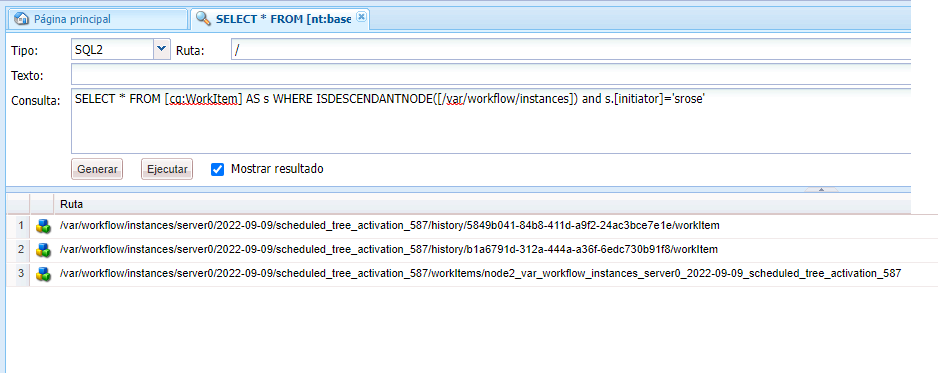 Página principal
SELECT * FROM [nt:base
Tipo: SQL2 Ruta: /
Texto:
Consulta: SELECT * FROM [cq:WorkItem] AS s WHERE ISDESCENDANTNODE([/var/workflow/instances]) and s.[initiator]='srose'
Generar Ejecutar Mostrar resultado
Ruta
1 /var/workflow/instances/server0/2022-09-09/scheduled_tree_activation_587/history/5849b041-84b8-411d-a9f2-24ac3bce7e1e/workItem
2 /var/workflow/instances/server0/2022-09-09/scheduled_tree_activation_587/history/b1a6791d-312a-444a-a36f-6edc730b91f8/workItem
3 /var/workflow/instances/server0/2022-09-09/scheduled_tree_activation_587/workItems/node2_var_workflow_instances_server0_2022-09-09_scheduled_tree_activation_587